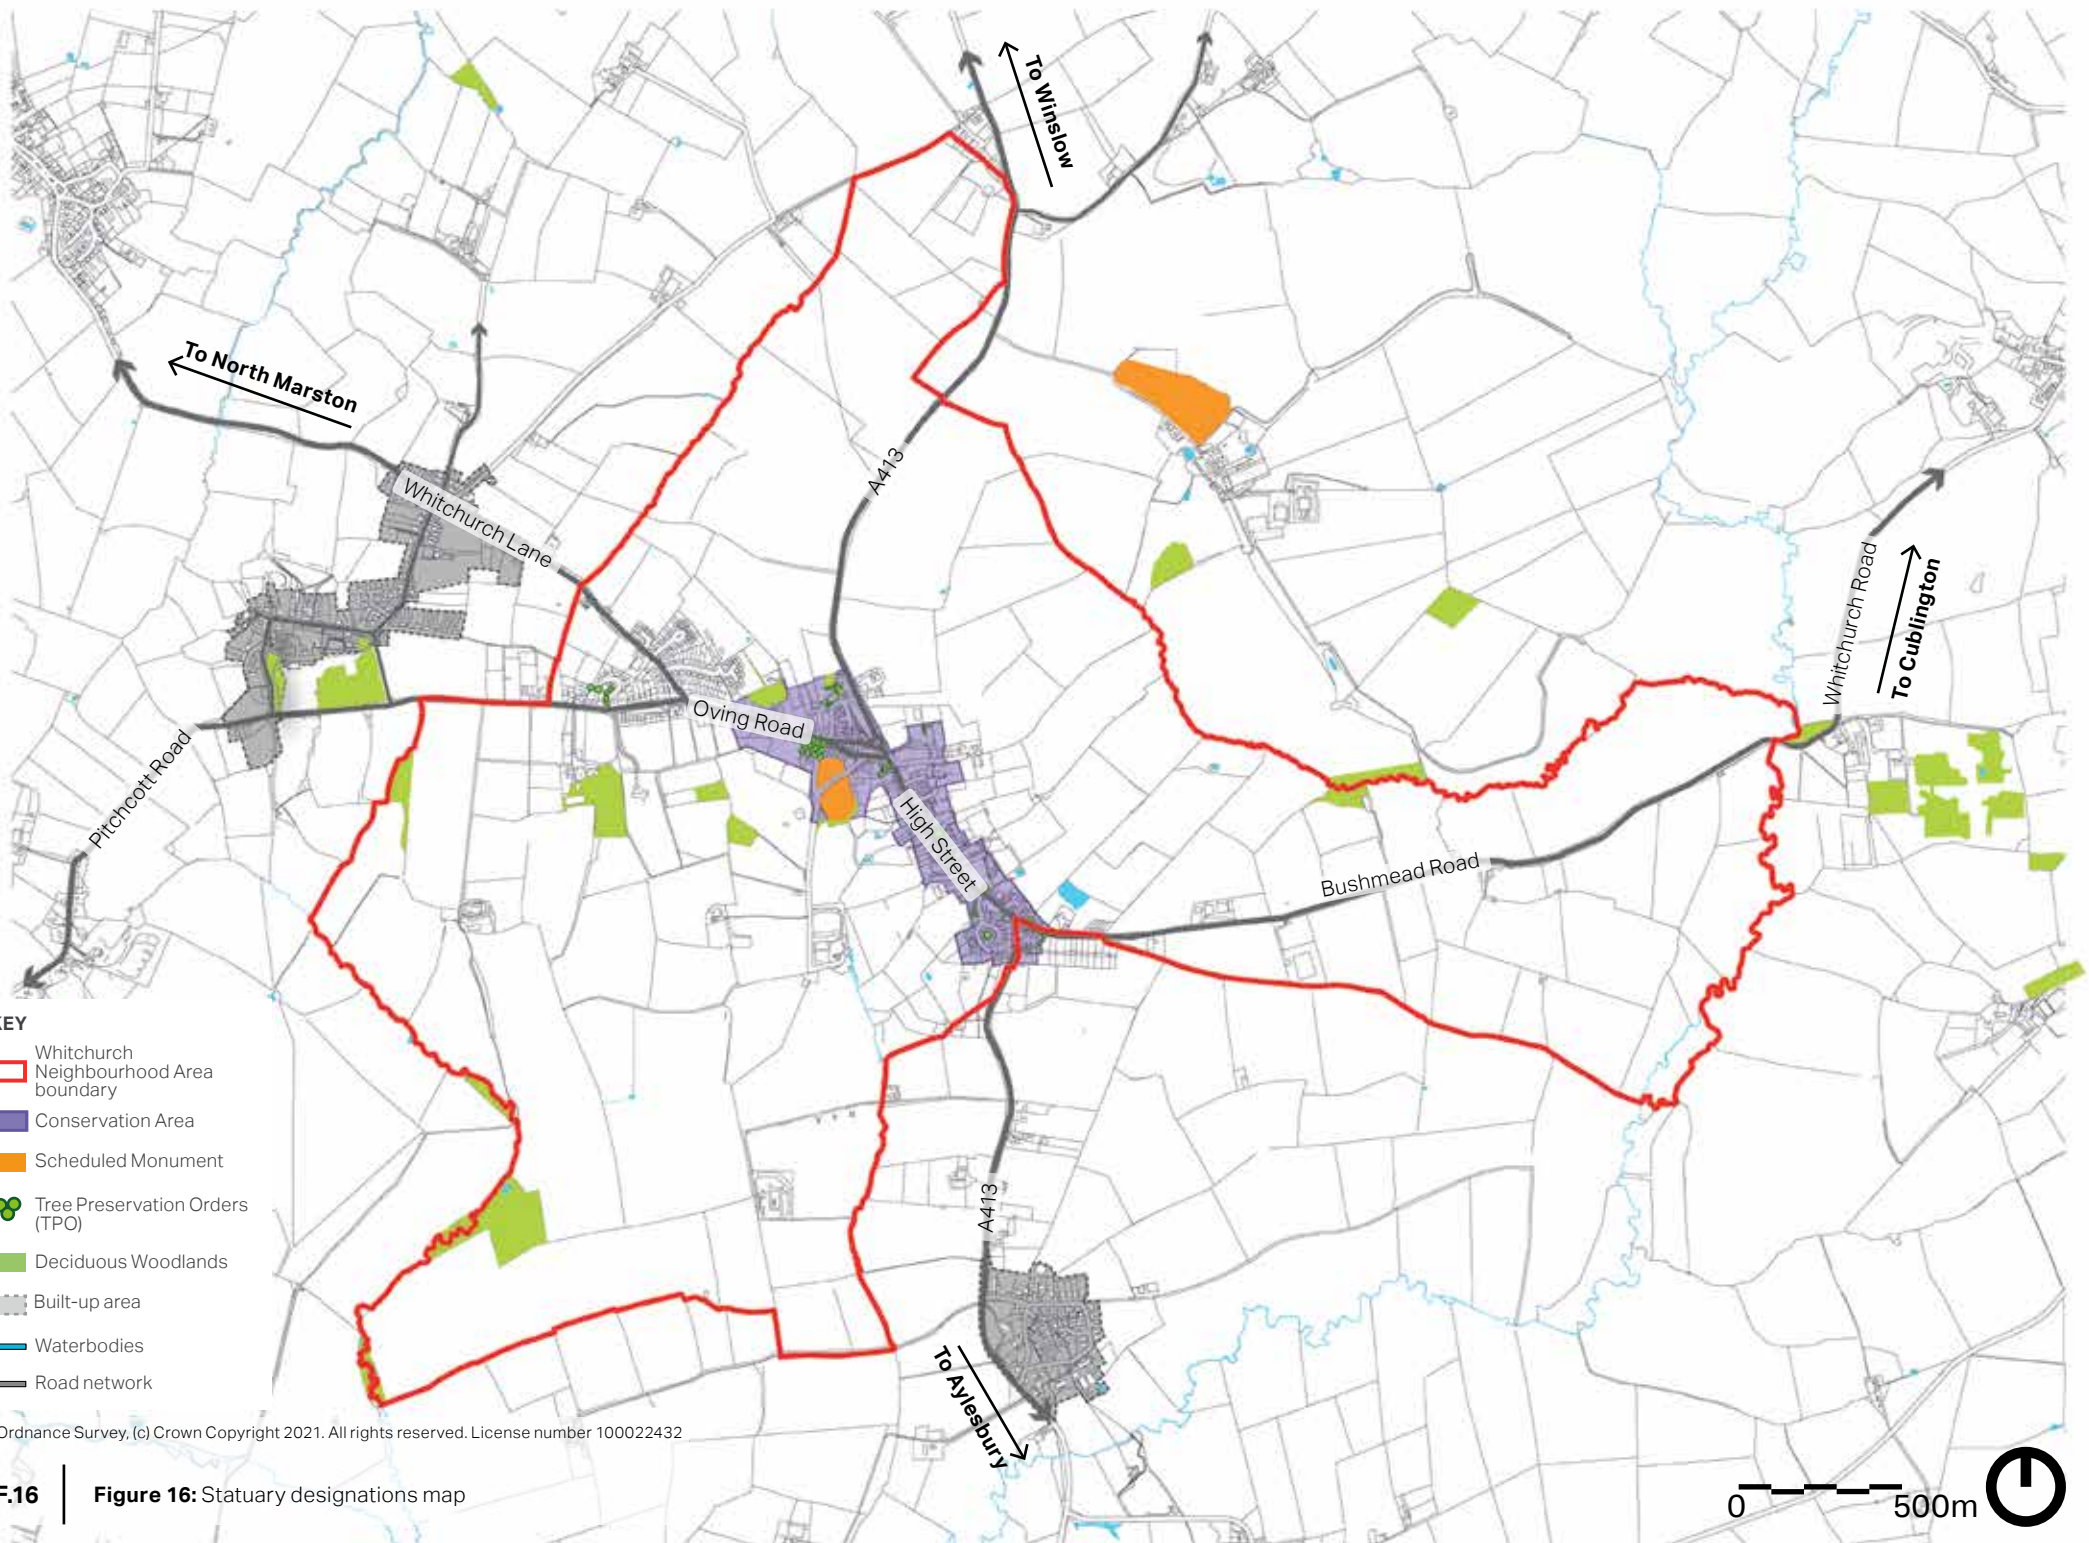 To Winslow
To North Marston
A413
Whitchurch Lane
Whitchurch Road
To Cublington
Oving Road
Pitchcott Road
High Street
Bushmead Road
A413
To Aylesbury
KEY
Whitchurch
Neighbourhood Area
boundary
Conservation Area
Scheduled Monument
Tree Preservation Orders
(TPO)
Deciduous Woodlands
Built-up area
Waterbodies
Road network
Ordnance Survey, (c) Crown Copyright 2021. All rights reserved. License number 100022432
F.16
Figure 16: Statuary designations map
0 500m